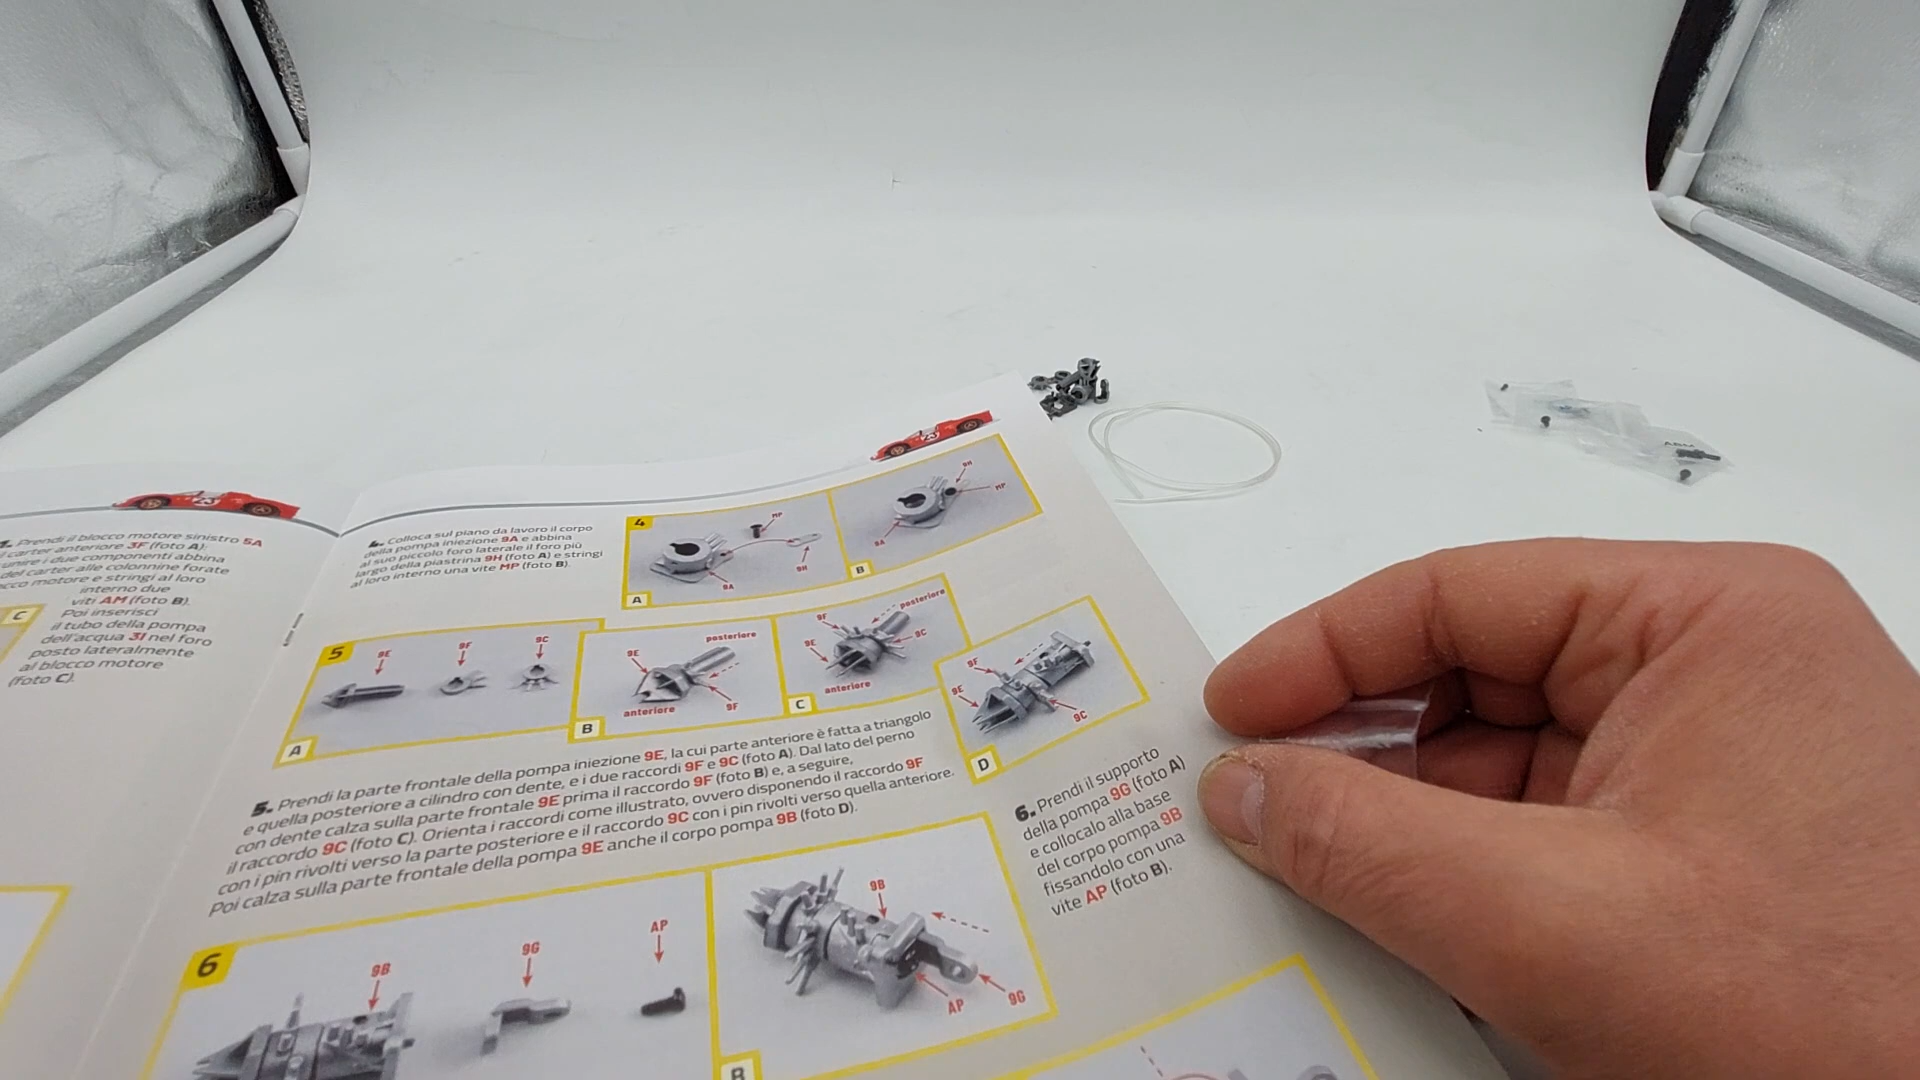 1. Prendi il blocco motore sinistro 5A
carter anteriore 3F (foto A);
unire i due componenti abbina
del carter alle colonnine forate
motore e stringi al loro
interno due
viti AM (foto B).
Poi inserisci
il tubo della pompa
dell'acqua 3I nel foro
posto lateralmente
al blocco motore
(foto C).
C
23
23
4. Colloca sul piano da lavoro il corpo
della pompa iniezione 9A e abbina
al suo piccolo foro laterale il foro più
largo della piastrina 9H (foto A) e stringi
al loro interno una vite MP (foto B).
4
MP
9A
9H
A
9H
MP
9A
B
5
9E
9F
9C
A
9E
posteriore
anteriore
9F
B
9F
posteriore
9E
9C
anteriore
C
9F
9E
9C
D
5. Prendi la parte frontale della pompa iniezione 9E, la cui parte anteriore è fatta a triangolo
e quella posteriore a cilindro con dente, e i due raccordi 9F e 9C (foto A). Dal lato del perno
con dente calza sulla parte frontale 9E prima il raccordo 9F (foto B) e, a seguire,
il raccordo 9C (foto C). Orienta i raccordi come illustrato, ovvero disponendo il raccordo 9F
con i pin rivolti verso la parte posteriore e il raccordo 9C con i pin rivolti verso quella anteriore.
Poi calza sulla parte frontale della pompa 9E anche il corpo pompa 9B (foto D).
6. Prendi il supporto
della pompa 9G (foto A)
e collocalo alla base
del corpo pompa 9B
fissandolo con una
vite AP (foto B).
6
9B
9G
AP
9B
AP
9G
B